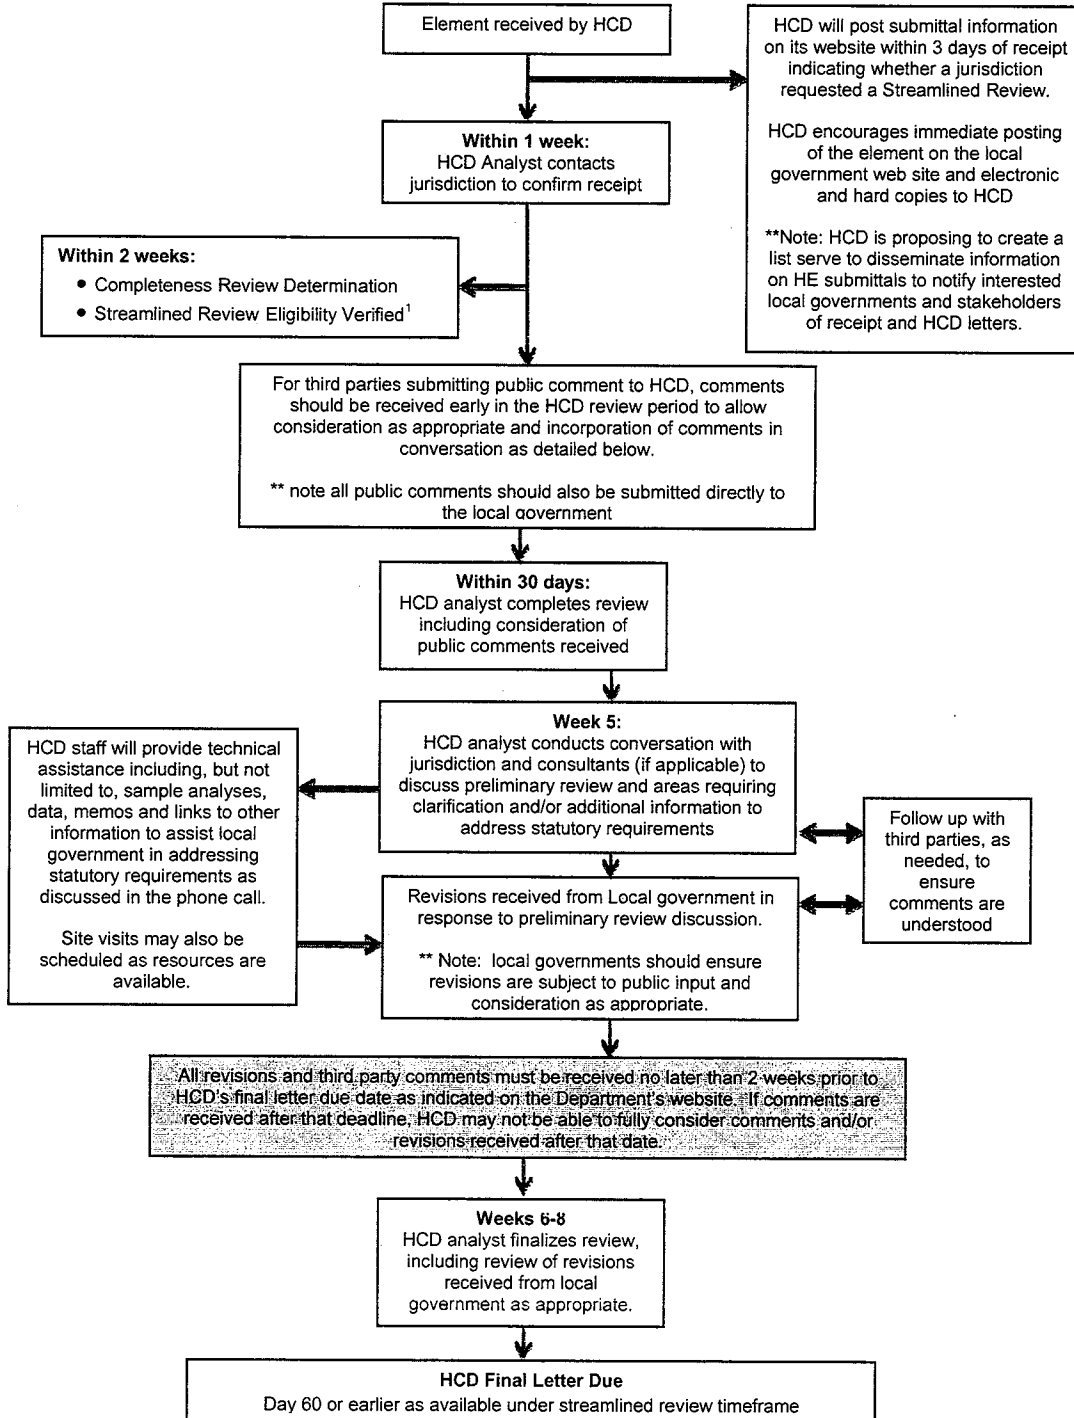 Element received by HCD
HCD will post submittal information
on its website within 3 days of receipt
indicating whether a jurisdiction
requested a Streamlined Review.
HCD encourages immediate posting
of the element on the local
government web site and electronic
and hard copies to HCD
**Note: HCD is proposing to create a
list serve to disseminate information
on HE submittals to notify interested
local governments and stakeholders
of receipt and HCD letters.
Within 1 week:
HCD Analyst contacts
jurisdiction to confirm receipt
Within 2 weeks:
• Completeness Review Determination
• Streamlined Review Eligibility Verified¹
For third parties submitting public comment to HCD, comments
should be received early in the HCD review period to allow
consideration as appropriate and incorporation of comments in
conversation as detailed below.
** note all public comments should also be submitted directly to
the local government
Within 30 days:
HCD analyst completes review
including consideration of
public comments received
Week 5:
HCD analyst conducts conversation with
jurisdiction and consultants (if applicable) to
discuss preliminary review and areas requiring
clarification and/or additional information to
address statutory requirements
HCD staff will provide technical
assistance including, but not
limited to, sample analyses,
data, memos and links to other
information to assist local
government in addressing
statutory requirements as
discussed in the phone call.
Site visits may also be
scheduled as resources are
available.
Follow up with
third parties, as
needed, to
ensure
comments are
understood
Revisions received from Local government in
response to preliminary review discussion.
** Note: local governments should ensure
revisions are subject to public input and
consideration as appropriate.
All revisions and third party comments must be received no later than 2 weeks prior to
HCD's final letter due date as indicated on the Department's website. If comments are
received after that deadline, HCD may not be able to fully consider comments and/or
revisions received after that date.
Weeks 6-8
HCD analyst finalizes review,
including review of revisions
received from local
government as appropriate.
HCD Final Letter Due
Day 60 or earlier as available under streamlined review timeframe